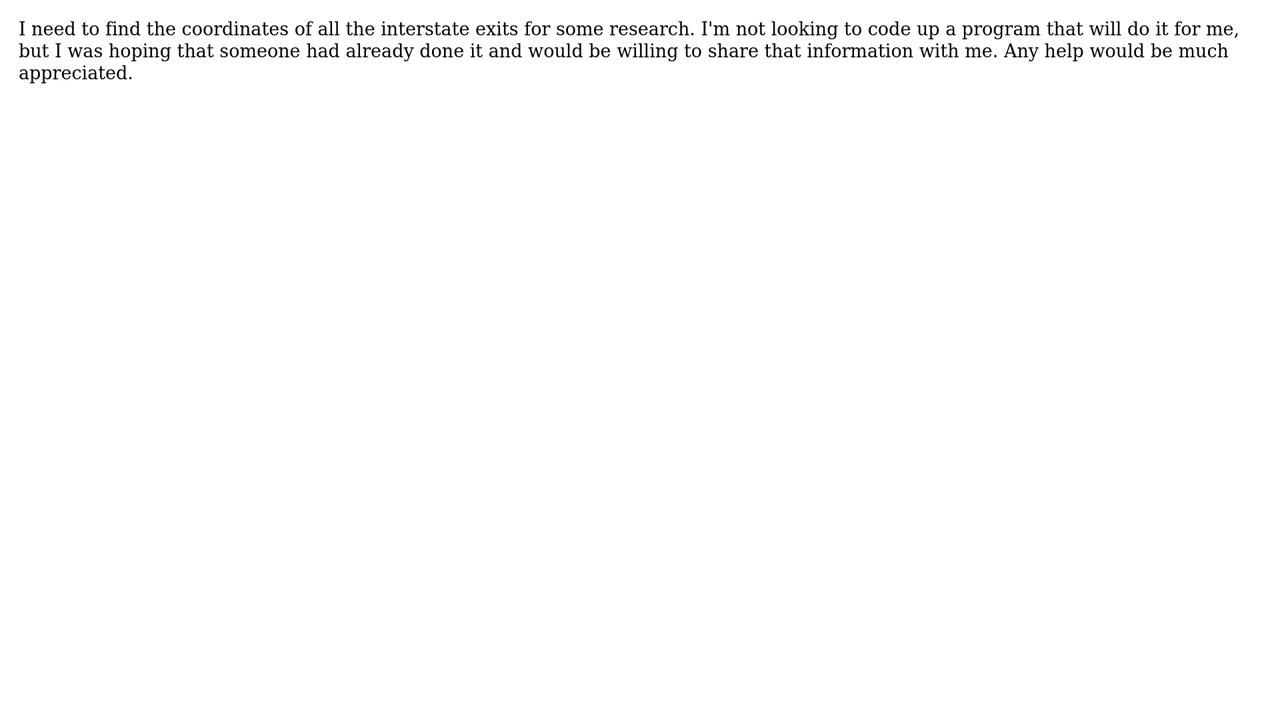 I need to find the coordinates of all the interstate exits for some research. I'm not looking to code up a program that will do it for me,
but I was hoping that someone had already done it and would be willing to share that information with me. Any help would be much
appreciated.